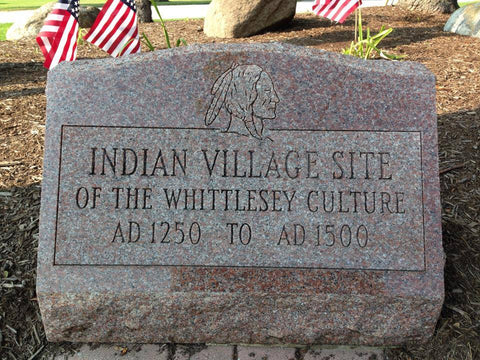 INDIAN VILLAGE SITE
OF THE WHITTLESEY CULTURE
AD 1250 TO AD 1500